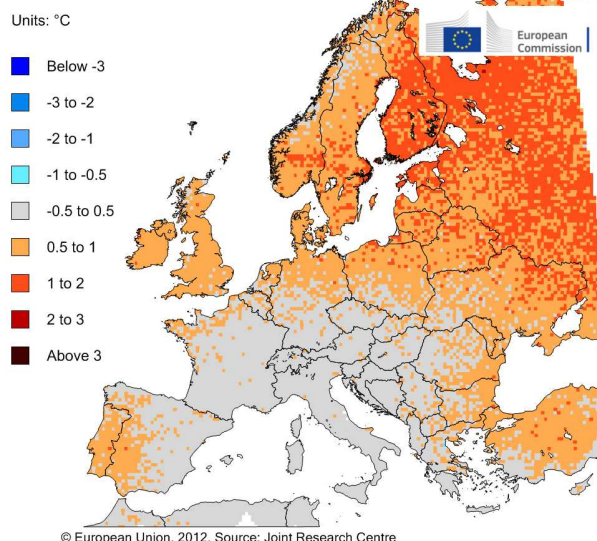 Units: °C
European
Commission
Below -3
-3 to -2
-2 to -1
-1 to -0.5
-0.5 to 0.5
0.5 to 1
1 to 2
2 to 3
Above 3
© European Union, 2012. Source: Joint Research Centre